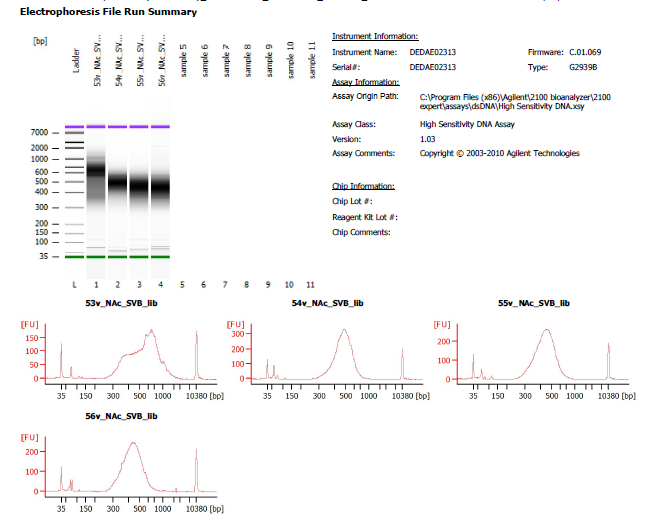 Electrophoresis File Run Summary
[bp]
Ladder
53v_NAc_SV...
54v_NAc_SV...
55v_NAc_SV...
56v_NAc_SV...
sample 5
sample 6
sample 7
sample 8
sample 9
sample 10
sample 11
7000
2000
1000
600
500
400
300
200
150
100
35
L 1 2 3 4 5 6 7 8 9 10 11
Instrument Information:
Instrument Name: DEDAE02313 Firmware: C.01.069
Serial#: DEDAE02313 Type: G2939B
Assay Information:
Assay Origin Path: C:\Program Files (x86)\Agilent\2100 bioanalyzer\2100
expert\assays\dsDNA\High Sensitivity DNA.xsy
Assay Class: High Sensitivity DNA Assay
Version: 1.03
Assay Comments: Copyright © 2003-2010 Agilent Technologies
Chip Information:
Chip Lot #:
Reagent Kit Lot #:
Chip Comments:
53v_NAc_SVB_lib
[FU]
150
100
50
0
35 150 300 500 1000 10380 [bp]
54v_NAc_SVB_lib
[FU]
300
200
100
0
35 150 300 500 1000 10380 [bp]
55v_NAc_SVB_lib
[FU]
200
100
0
35 150 300 500 1000 10380 [bp]
56v_NAc_SVB_lib
[FU]
200
100
0
35 150 300 500 1000 10380 [bp]